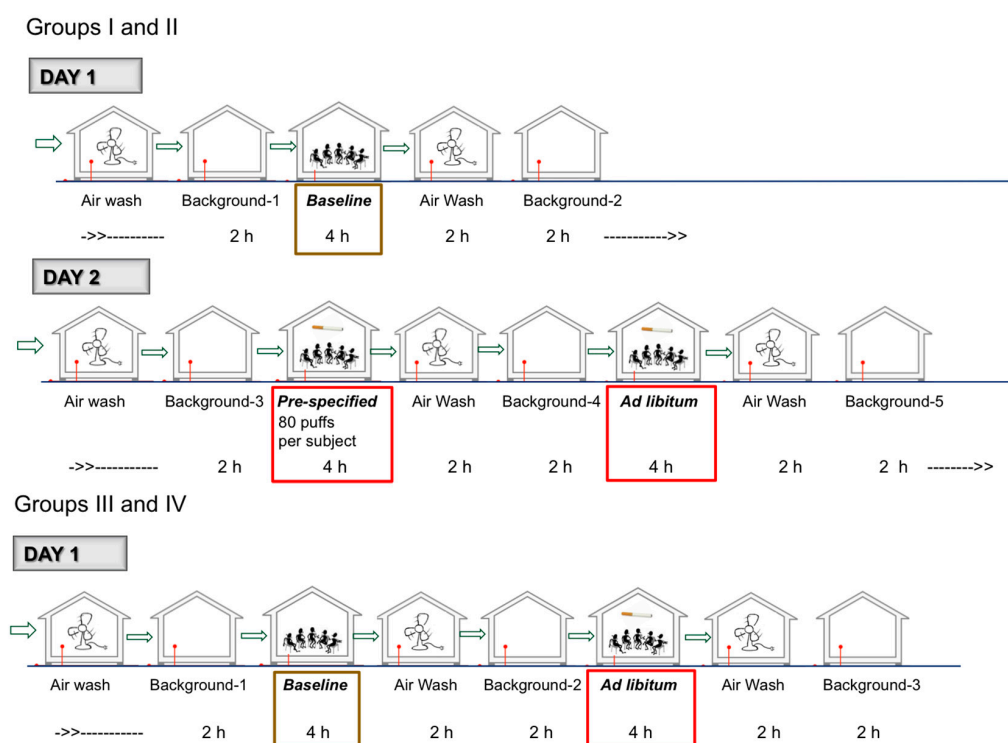 Groups I and II
DAY 1
Air wash Background-1 Baseline Air Wash Background-2
->>---------- 2 h 4 h 2 h 2 h ----------->>
DAY 2
Air wash Background-3 Pre-specified Air Wash Background-4 Ad libitum Air Wash Background-5
80 puffs
per subject
->>----------- 2 h 4 h 2 h 2 h 4 h 2 h 2 h -------->>
Groups III and IV
DAY 1
Air wash Background-1 Baseline Air Wash Background-2 Ad libitum Air Wash Background-3
->>----------- 2 h 4 h 2 h 2 h 4 h 2 h 2 h